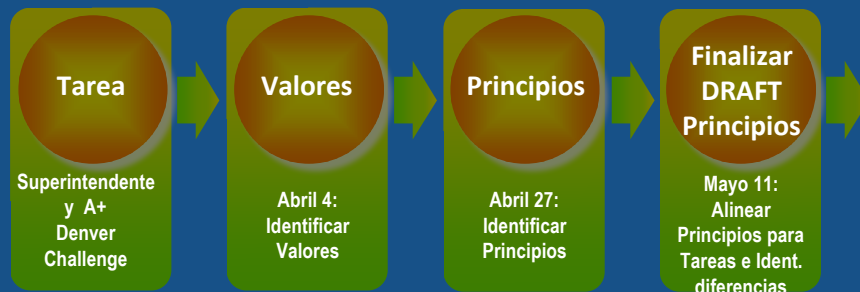 Tarea
Superintendente
y A+
Denver
Challenge
Valores
Abril 4:
Identificar
Valores
Principios
Abril 27:
Identificar
Principios
Finalizar
DRAFT
Principios
Mayo 11:
Alinear
Principios para
Tareas e Ident.
diferencias